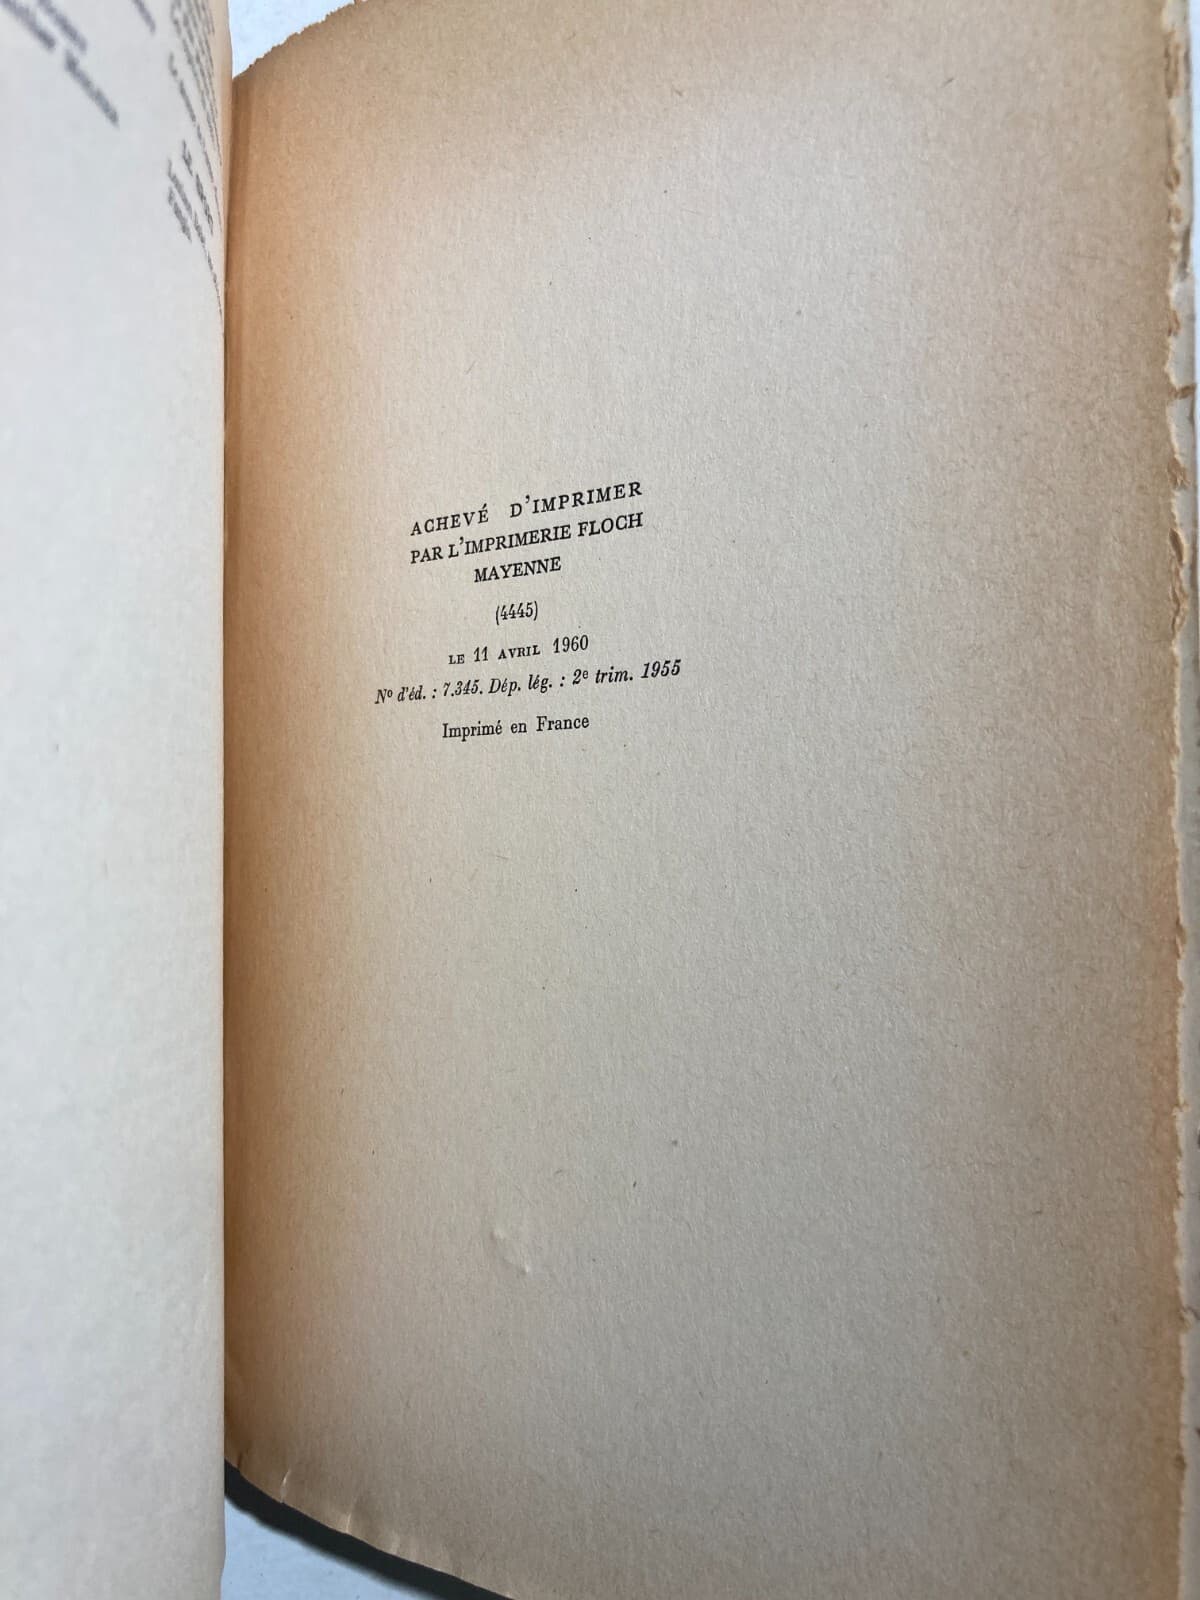 ACHEVÉ D'IMPRIMER
PAR L'IMPRIMERIE FLOCH
MAYENNE
(4445)
LE 11 AVRIL 1960
Nº d'éd. : 7.345. Dép. lég. : 2e trim. 1955
Imprimé en France